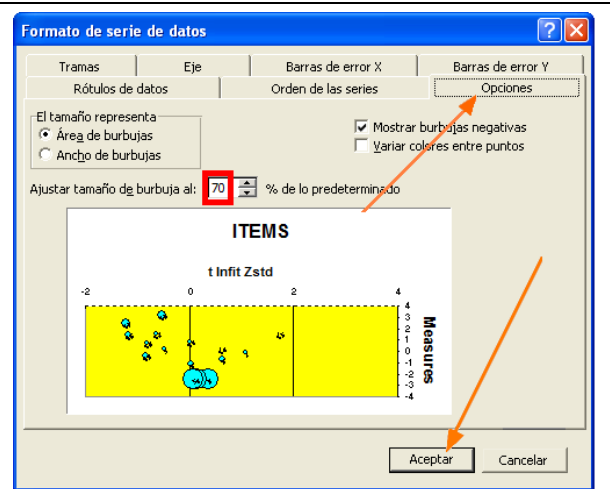 Formato de serie de datos
Tramas Eje Barras de error X Barras de error Y
Rótulos de datos Orden de las series Opciones
El tamaño representa
Área de burbujas
Ancho de burbujas
Mostrar burbujas negativas
Variar colores entre puntos
Ajustar tamaño de burbuja al: 70 % de lo predeterminado
ITEMS
t Infit Zstd
-2 0 2 4
4
3
2
1
0
-1
-2
-3
-4
Measures
Aceptar Cancelar